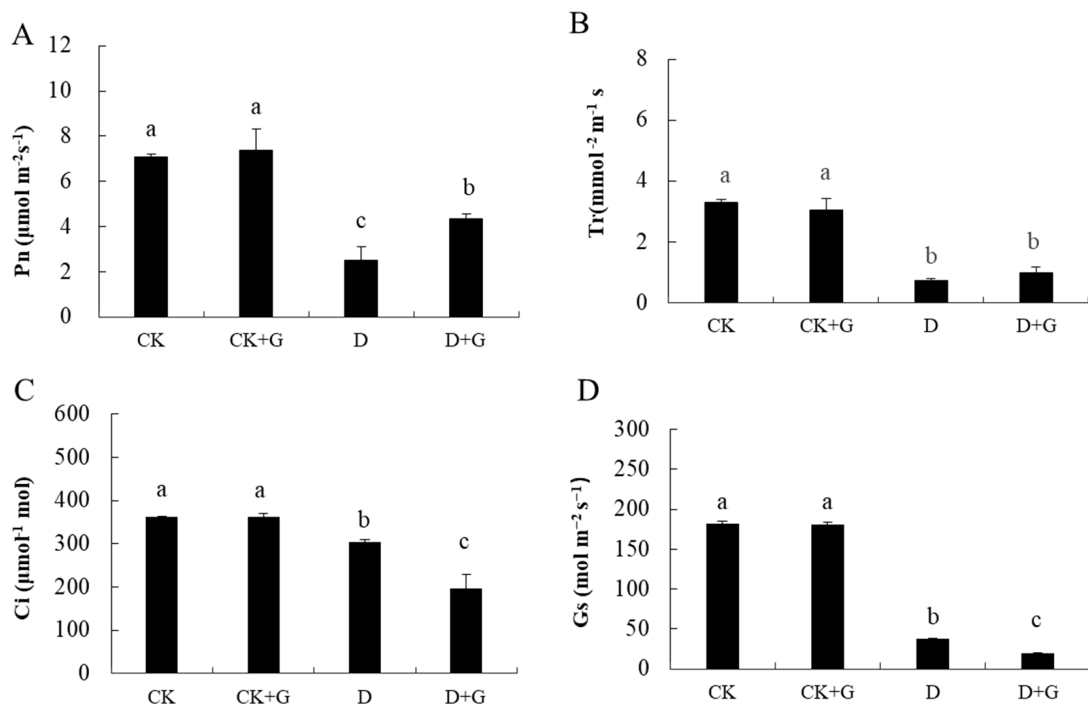 A
12
10
8
6
4
2
0
Pn (μmol m⁻²s⁻¹)
a
a
c
b
CK
CK+G
D
D+G
B
8
6
4
2
0
Tr(mmol⁻² m⁻¹ s
a
a
b
b
CK
CK+G
D
D+G
C
600
500
400
300
200
100
0
Ci (μmol⁻¹ mol)
a
a
b
c
CK
CK+G
D
D+G
D
300
250
200
150
100
50
0
Gs (mol m⁻² s⁻¹)
a
a
b
c
CK
CK+G
D
D+G